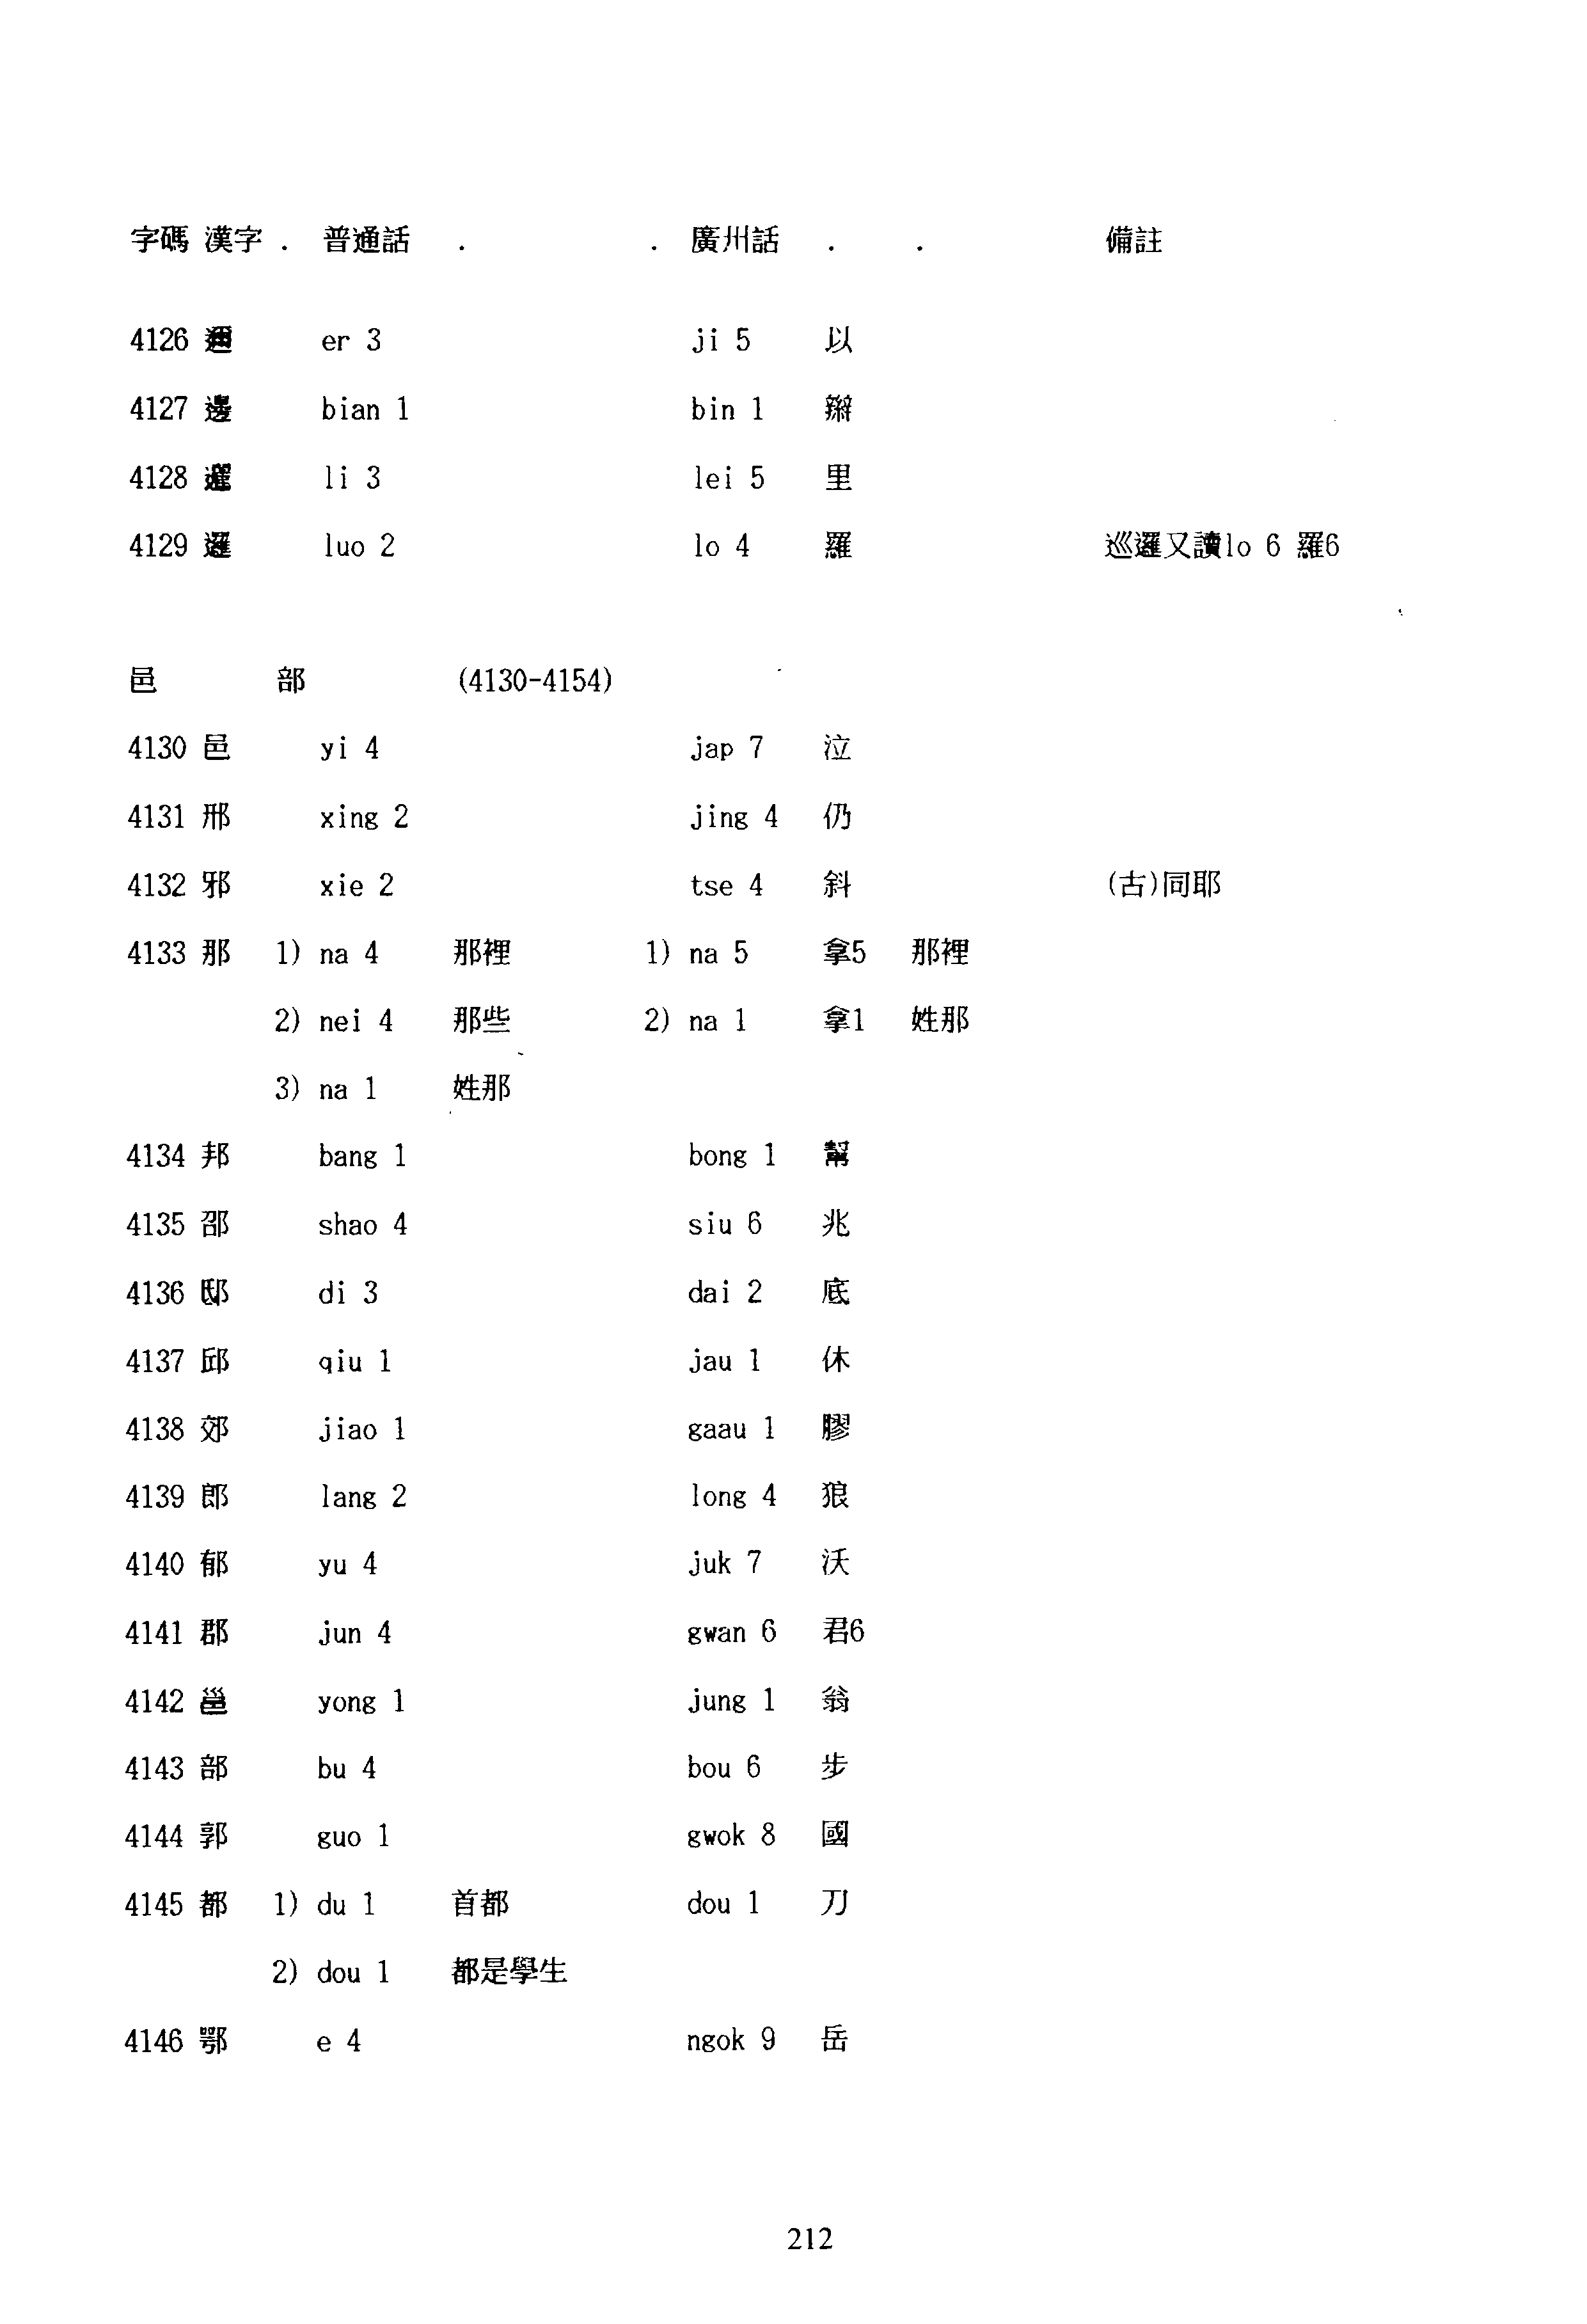 字碼 漢字 . 普通話 . . 廣州話 . . 備註
4126 邇 er 3 ji 5 以
4127 邊 bian 1 bin 1 辮
4128 邐 li 3 lei 5 里
4129 邏 luo 2 lo 4 羅 巡邏又讀lo 6 羅6
邑 部 (4130-4154)
4130 邑 yi 4 jap 7 泣
4131 邢 xing 2 jing 4 仍
4132 邪 xie 2 tse 4 斜 (古)同耶
4133 那 1) na 4 那裡 1) na 5 拿5 那裡
2) nei 4 那些 2) na 1 拿1 姓那
3) na 1 姓那
4134 邦 bang 1 bong 1 幫
4135 邵 shao 4 siu 6 兆
4136 邸 di 3 dai 2 底
4137 邱 qiu 1 jau 1 休
4138 郊 jiao 1 gaau 1 膠
4139 郎 lang 2 long 4 狼
4140 郁 yu 4 juk 7 沃
4141 郡 jun 4 gwan 6 君6
4142 邕 yong 1 jung 1 翁
4143 部 bu 4 bou 6 步
4144 郭 guo 1 gwok 8 國
4145 都 1) du 1 首都 dou 1 刀
2) dou 1 都是學生
4146 鄂 e 4 ngok 9 岳
212